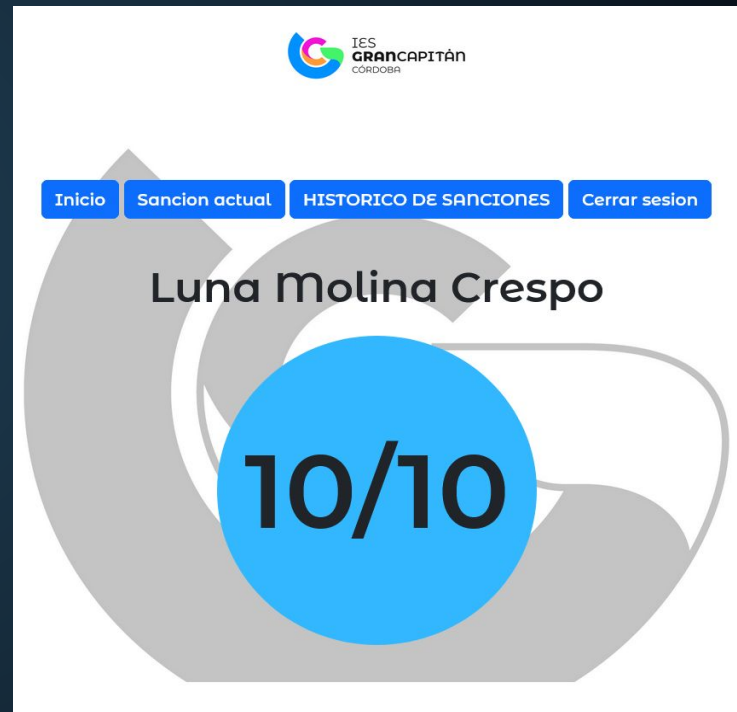 IES
GRANCAPITÁN
CÓRDOBA
Inicio Sancion actual HISTORICO DE SANCIONES Cerrar sesion
Luna Molina Crespo
10/10